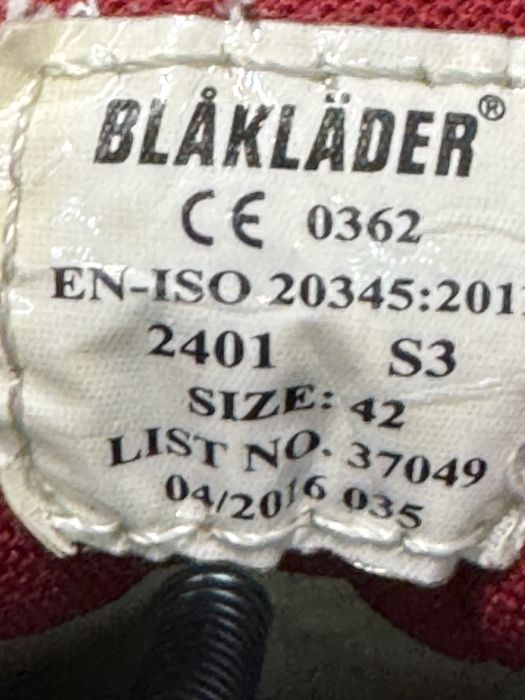 BLÅKLÄDER®
CE 0362
EN-ISO 20345:201
2401 S3
SIZE: 42
LIST NO. 37049
04/2016 035